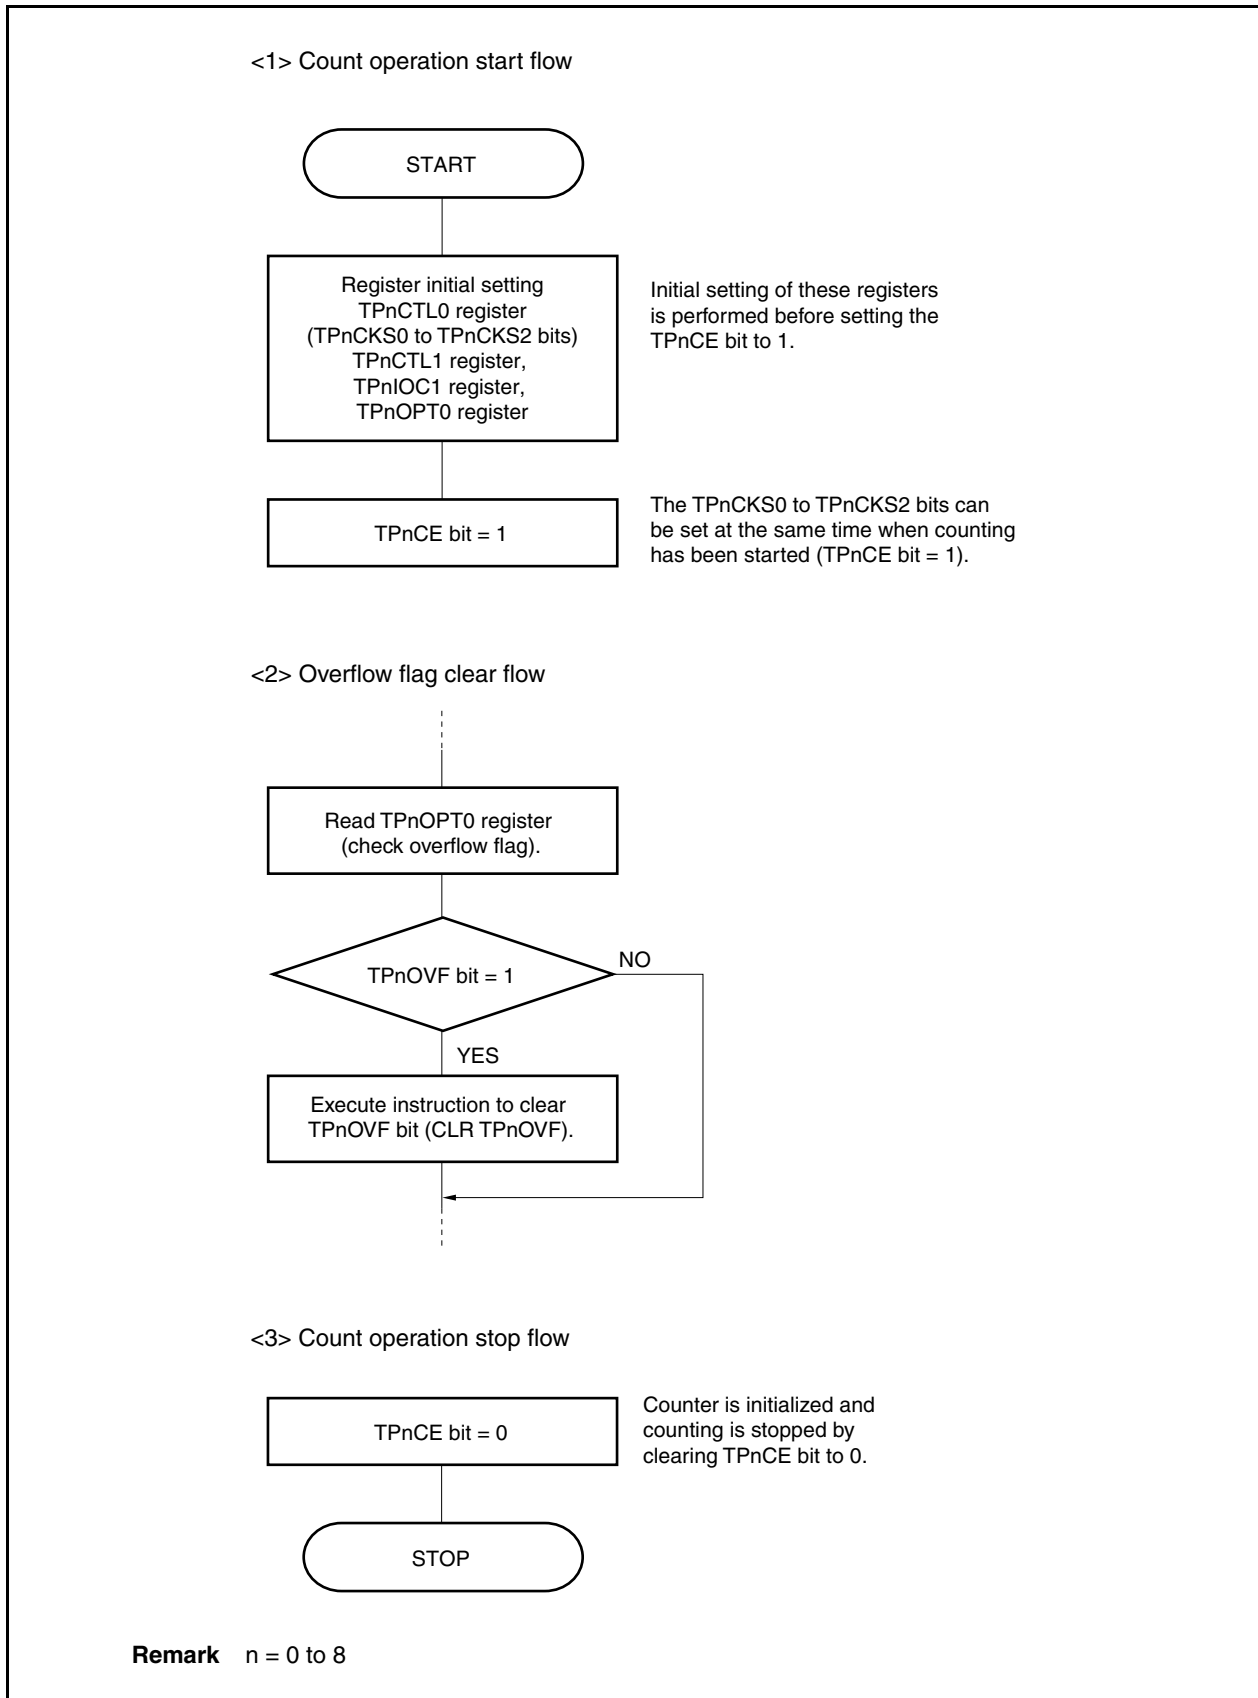 <1> Count operation start flow
START
Register initial setting
TPnCTL0 register
(TPnCKS0 to TPnCKS2 bits)
TPnCTL1 register,
TPnIOC1 register,
TPnOPT0 register
Initial setting of these registers
is performed before setting the
TPnCE bit to 1.
TPnCE bit = 1
The TPnCKS0 to TPnCKS2 bits can
be set at the same time when counting
has been started (TPnCE bit = 1).
<2> Overflow flag clear flow
Read TPnOPT0 register
(check overflow flag).
TPnOVF bit = 1
NO
YES
Execute instruction to clear
TPnOVF bit (CLR TPnOVF).
<3> Count operation stop flow
TPnCE bit = 0
Counter is initialized and
counting is stopped by
clearing TPnCE bit to 0.
STOP
Remark n = 0 to 8